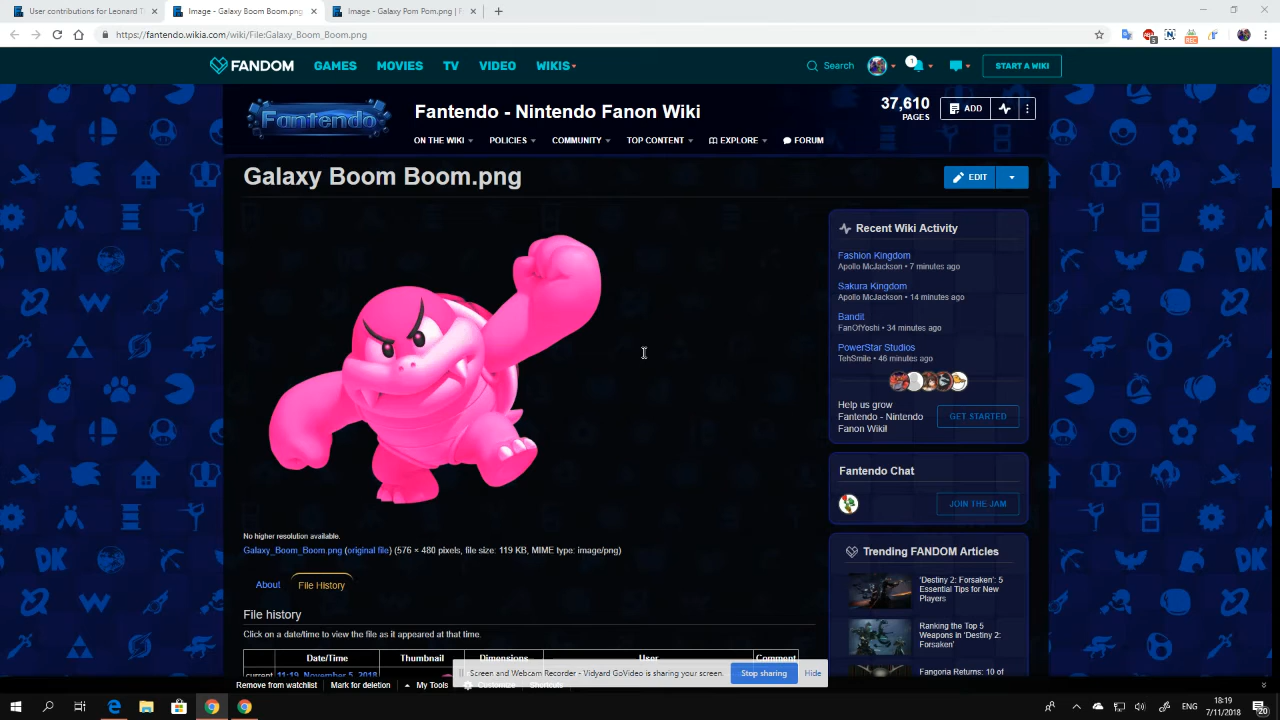 User contributions for Leonard T
Image - Galaxy Boom Boom.png
Image - Galaxy Pom Pom.png | F
https://fantendo.wikia.com/wiki/File:Galaxy_Boom_Boom.png
FANDOM
GAMES
MOVIES
TV
VIDEO
WIKIS
Search
1
START A WIKI
Fantendo
Fantendo - Nintendo Fanon Wiki
37,610
PAGES
ADD
ON THE WIKI
POLICIES
COMMUNITY
TOP CONTENT
EXPLORE
FORUM
Galaxy Boom Boom.png
EDIT
Recent Wiki Activity
Fashion Kingdom
Apollo McJackson • 7 minutes ago
Sakura Kingdom
Apollo McJackson • 14 minutes ago
Bandit
FanOfYoshi • 34 minutes ago
PowerStar Studios
TehSmile • 46 minutes ago
Help us grow
Fantendo - Nintendo
Fanon Wiki!
GET STARTED
Fantendo Chat
JOIN THE JAM
Trending FANDOM Articles
'Destiny 2: Forsaken': 5
Essential Tips for New
Players
Ranking the Top 5
Weapons in 'Destiny 2:
Forsaken'
Fangoria Returns: 10 of
No higher resolution available.
Galaxy_Boom_Boom.png (original file) (576 × 480 pixels, file size: 119 KB, MIME type: image/png)
About
File History
File history
Click on a date/time to view the file as it appeared at that time.
Date/Time
Thumbnail
Dimensions
User
Comment
current
11:19, November 5, 2018
Screen and Webcam Recorder - Vidyard GoVideo is sharing your screen.
Stop sharing
Hide
Remove from watchlist
Mark for deletion
My Tools
Customize
Shortcuts
ENG
18:19
7/11/2018
20